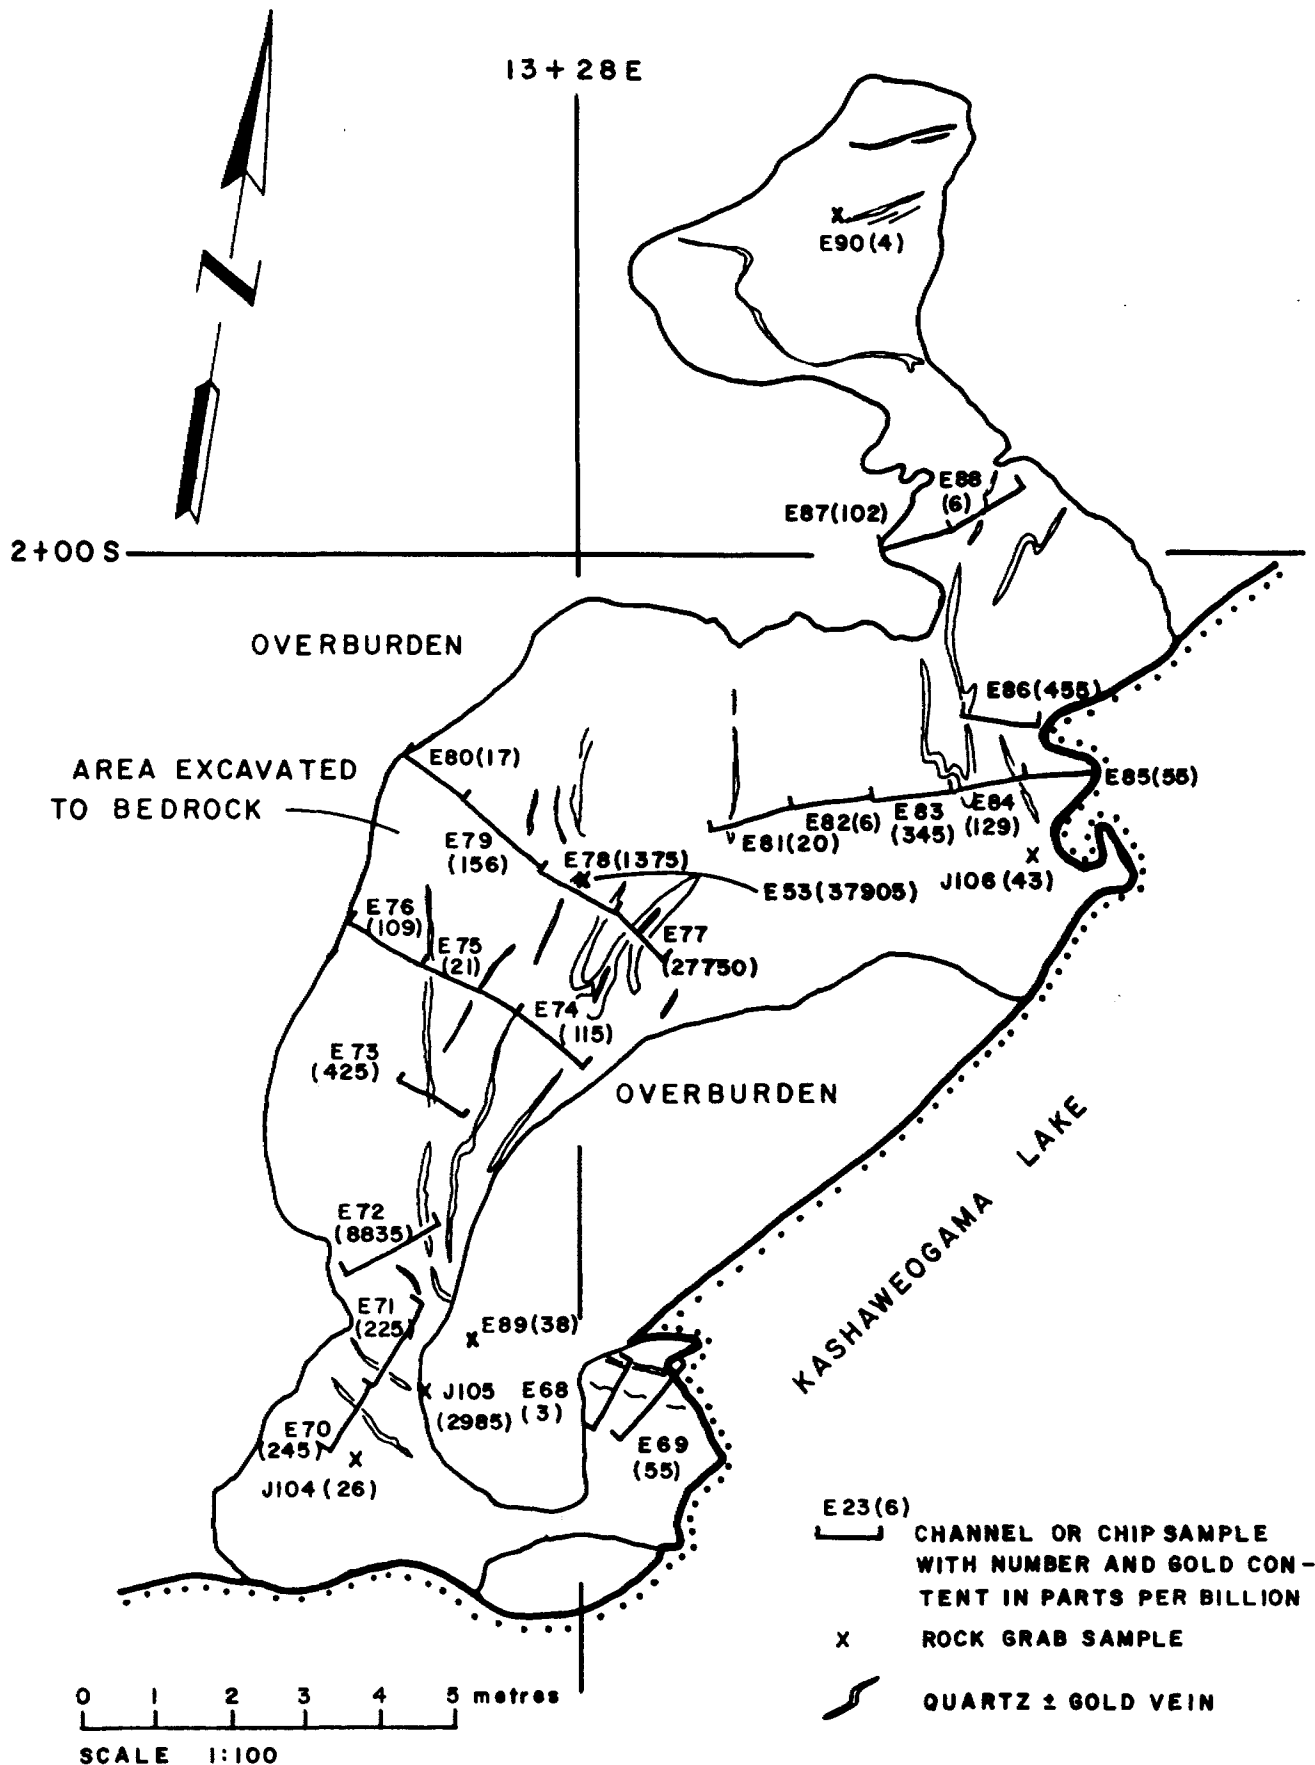 13+28E
N
E90(4)
E88
(6)
E87(102)
2+00S
OVERBURDEN
E86(455)
E80(17)
AREA EXCAVATED
TO BEDROCK
E85(55)
E84
(129)
E83
(345)
E82(6)
E81(20)
E79
(156)
E78(1375)
J106(43)
E53(37905)
E76
(109)
E77
(27750)
E75
(21)
E74
(115)
E73
(425)
OVERBURDEN
KASHAWEOGAMA LAKE
E72
(8835)
E71
(225)
E89(38)
J105
(2985)
E68
(3)
E70
(245)
E69
(55)
J104(26)
E23(6)
CHANNEL OR CHIP SAMPLE
WITH NUMBER AND GOLD CON-
TENT IN PARTS PER BILLION
X ROCK GRAB SAMPLE
QUARTZ ± GOLD VEIN
0 1 2 3 4 5 metres
SCALE 1:100